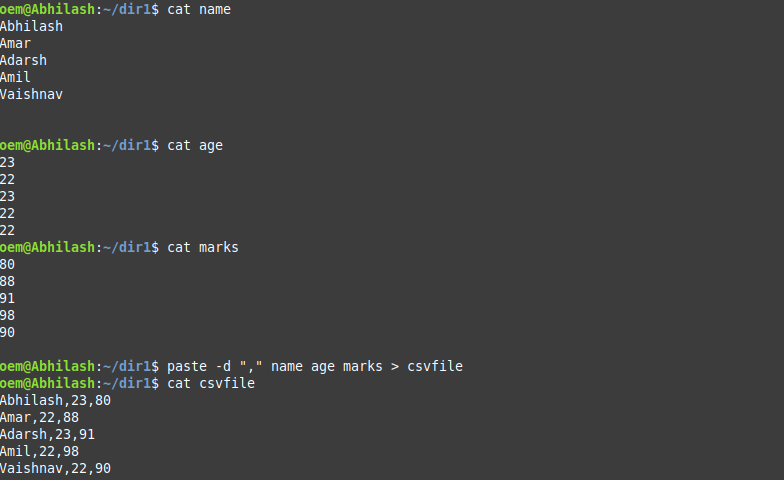 oem@Abhilash:~/dir1$ cat name
Abhilash
Amar
Adarsh
Amil
Vaishnav
oem@Abhilash:~/dir1$ cat age
23
22
23
22
22
oem@Abhilash:~/dir1$ cat marks
80
88
91
98
90
oem@Abhilash:~/dir1$ paste -d "," name age marks > csvfile
oem@Abhilash:~/dir1$ cat csvfile
Abhilash,23,80
Amar,22,88
Adarsh,23,91
Amil,22,98
Vaishnav,22,90